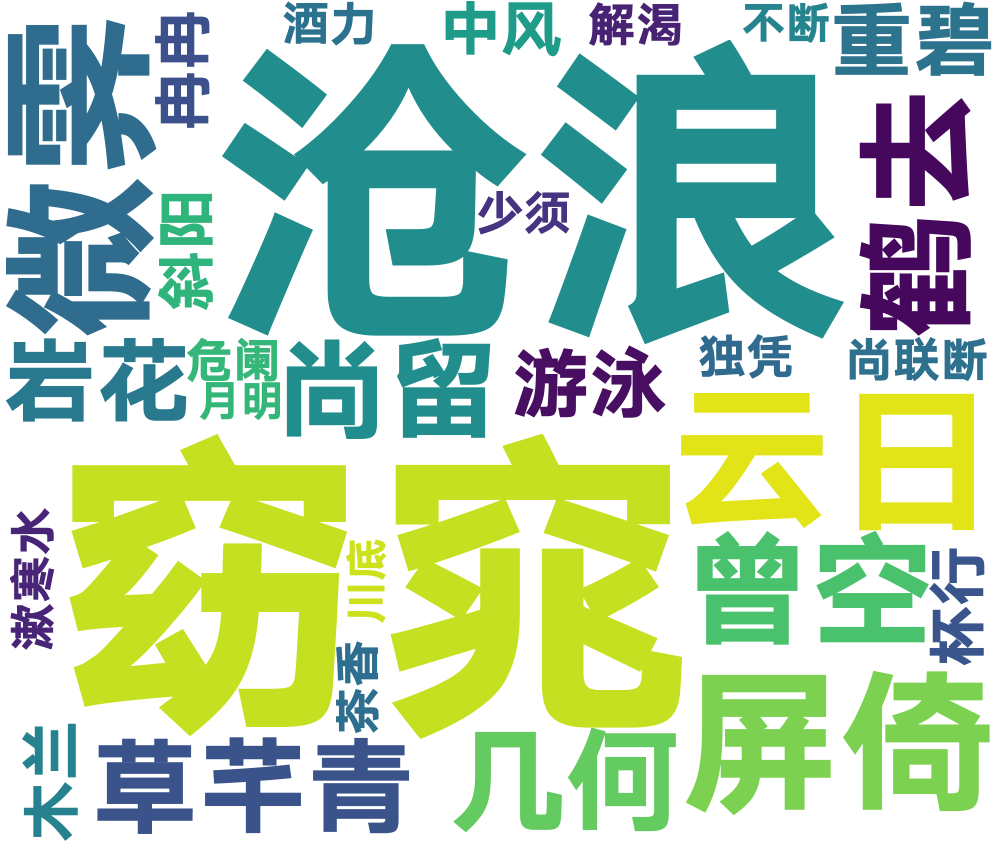 酒力
中风
解渴
不断
重碧
冉冉
微霁
沧浪
鹤去
斜阳
少须
岩花
危阑
月明
尚留
游泳
独凭
尚联断
云日
窈窕
漱寒水
川底
曾空
杯行
茶香
屏倚
木兰
草芊青
几何